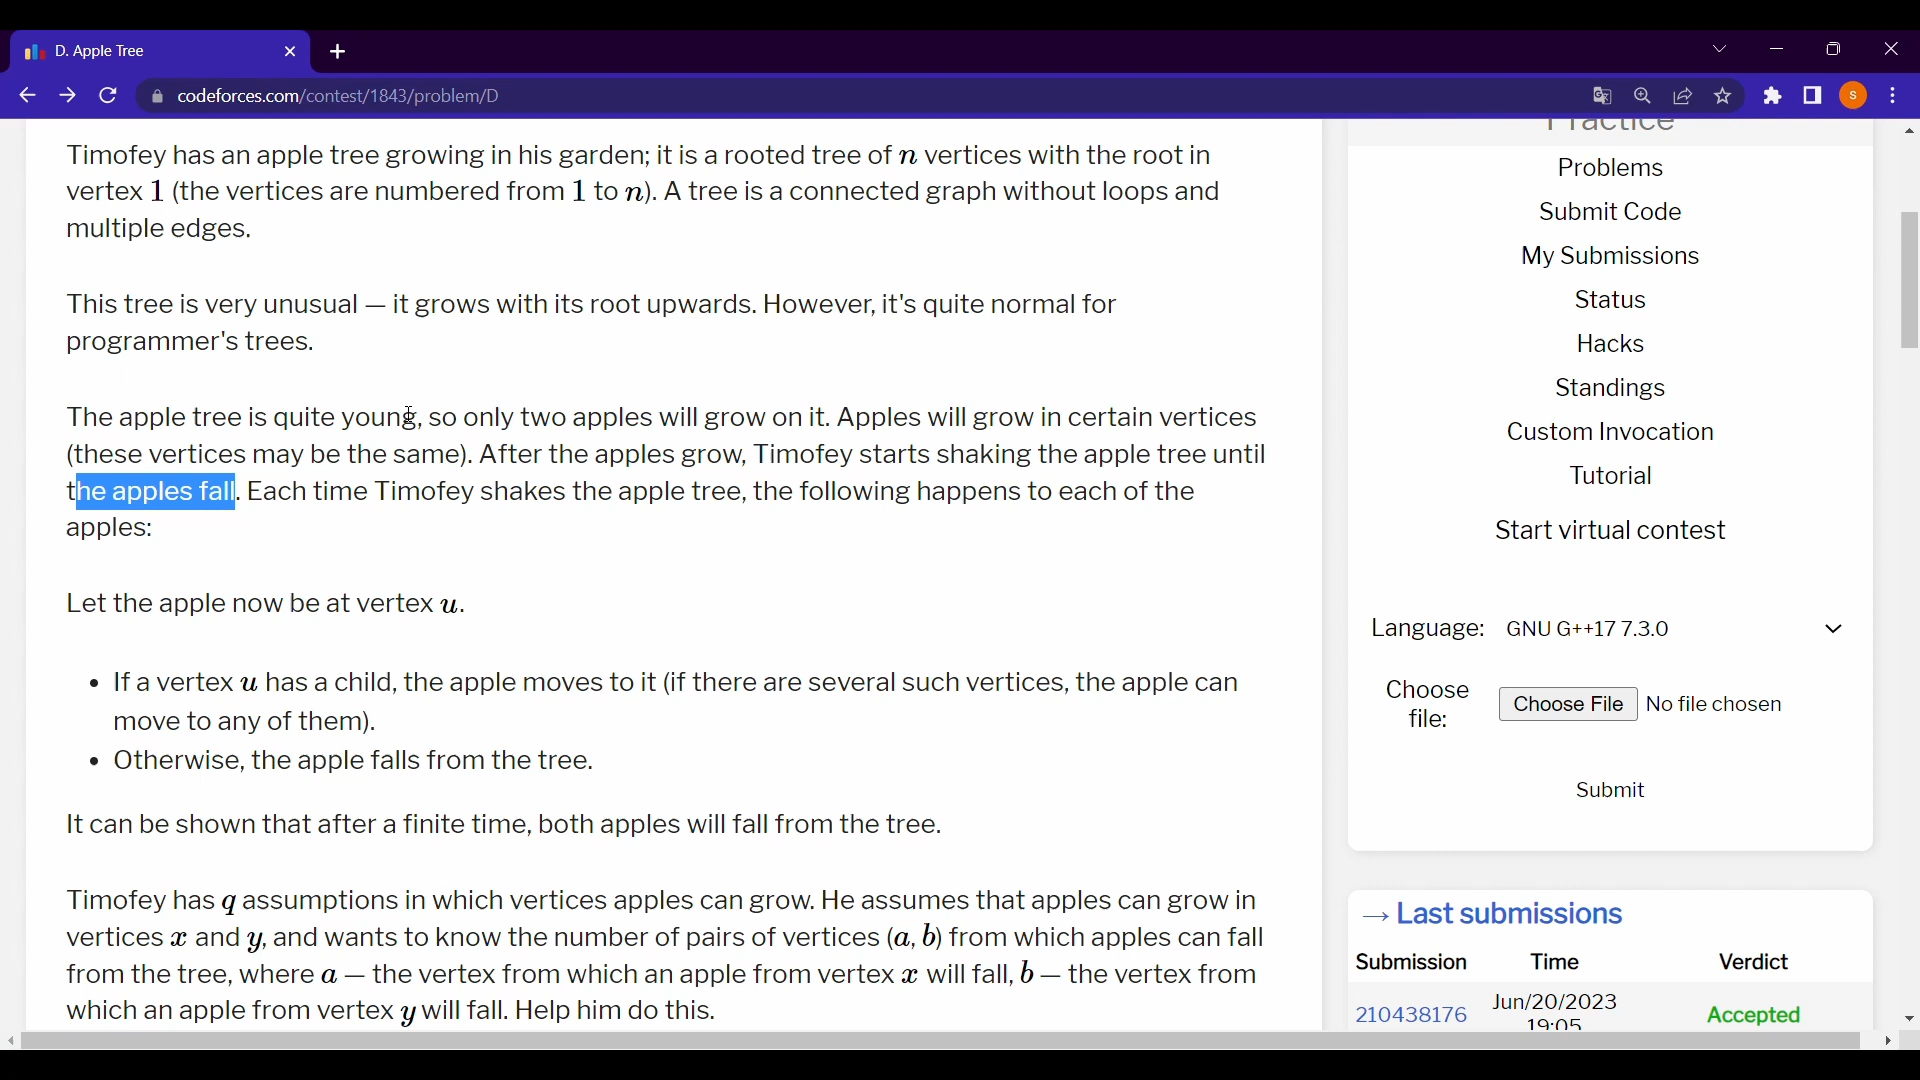 D. Apple Tree
codeforces.com/contest/1843/problem/D
S
Timofey has an apple tree growing in his garden; it is a rooted tree of n vertices with the root in
vertex 1 (the vertices are numbered from 1 to n). A tree is a connected graph without loops and
multiple edges.
This tree is very unusual — it grows with its root upwards. However, it's quite normal for
programmer's trees.
The apple tree is quite young, so only two apples will grow on it. Apples will grow in certain vertices
(these vertices may be the same). After the apples grow, Timofey starts shaking the apple tree until
the apples fall. Each time Timofey shakes the apple tree, the following happens to each of the
apples:
Let the apple now be at vertex u.
• If a vertex u has a child, the apple moves to it (if there are several such vertices, the apple can
move to any of them).
• Otherwise, the apple falls from the tree.
It can be shown that after a finite time, both apples will fall from the tree.
Timofey has q assumptions in which vertices apples can grow. He assumes that apples can grow in
vertices x and y, and wants to know the number of pairs of vertices (a, b) from which apples can fall
from the tree, where a — the vertex from which an apple from vertex x will fall, b — the vertex from
which an apple from vertex y will fall. Help him do this.
Practice
Problems
Submit Code
My Submissions
Status
Hacks
Standings
Custom Invocation
Tutorial
Start virtual contest
Language: GNU G++17 7.3.0
Choose
file:
Choose File No file chosen
Submit
→ Last submissions
Submission Time Verdict
210438176 Jun/20/2023 Accepted
19:05